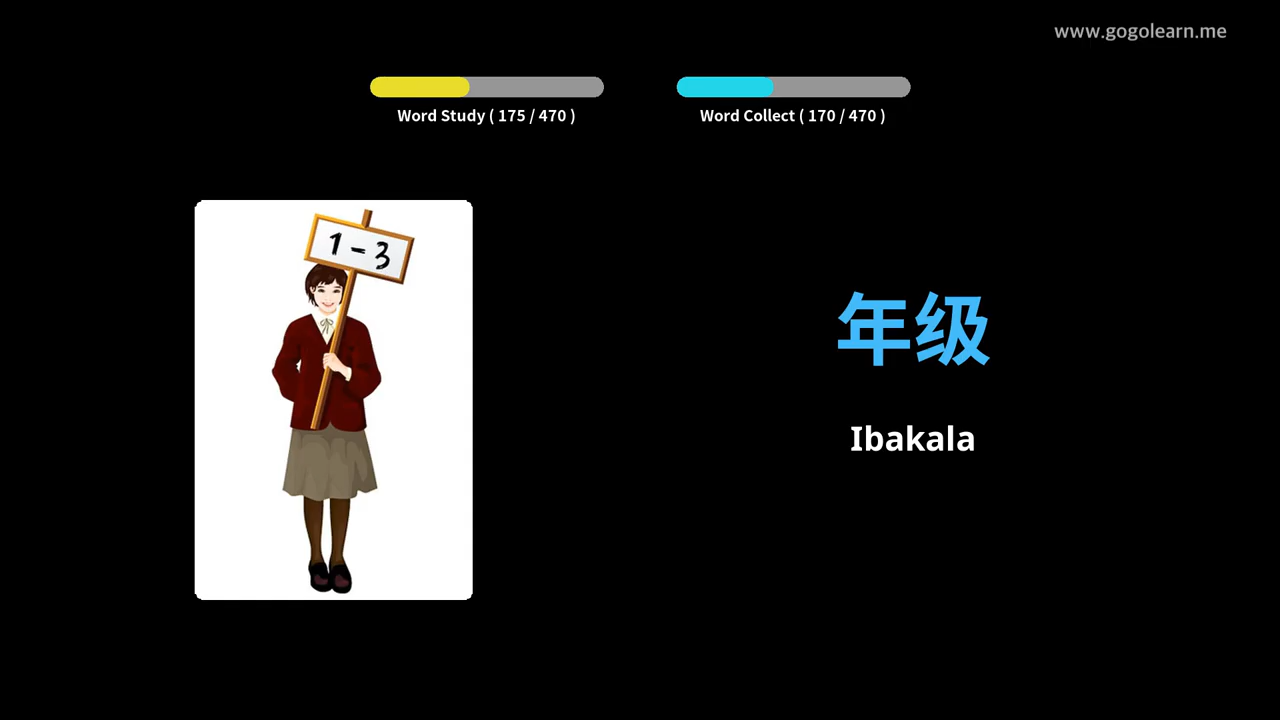 www.gogolearn.me
Word Study ( 175 / 470 )
Word Collect ( 170 / 470 )
1-3
年级
Ibakala